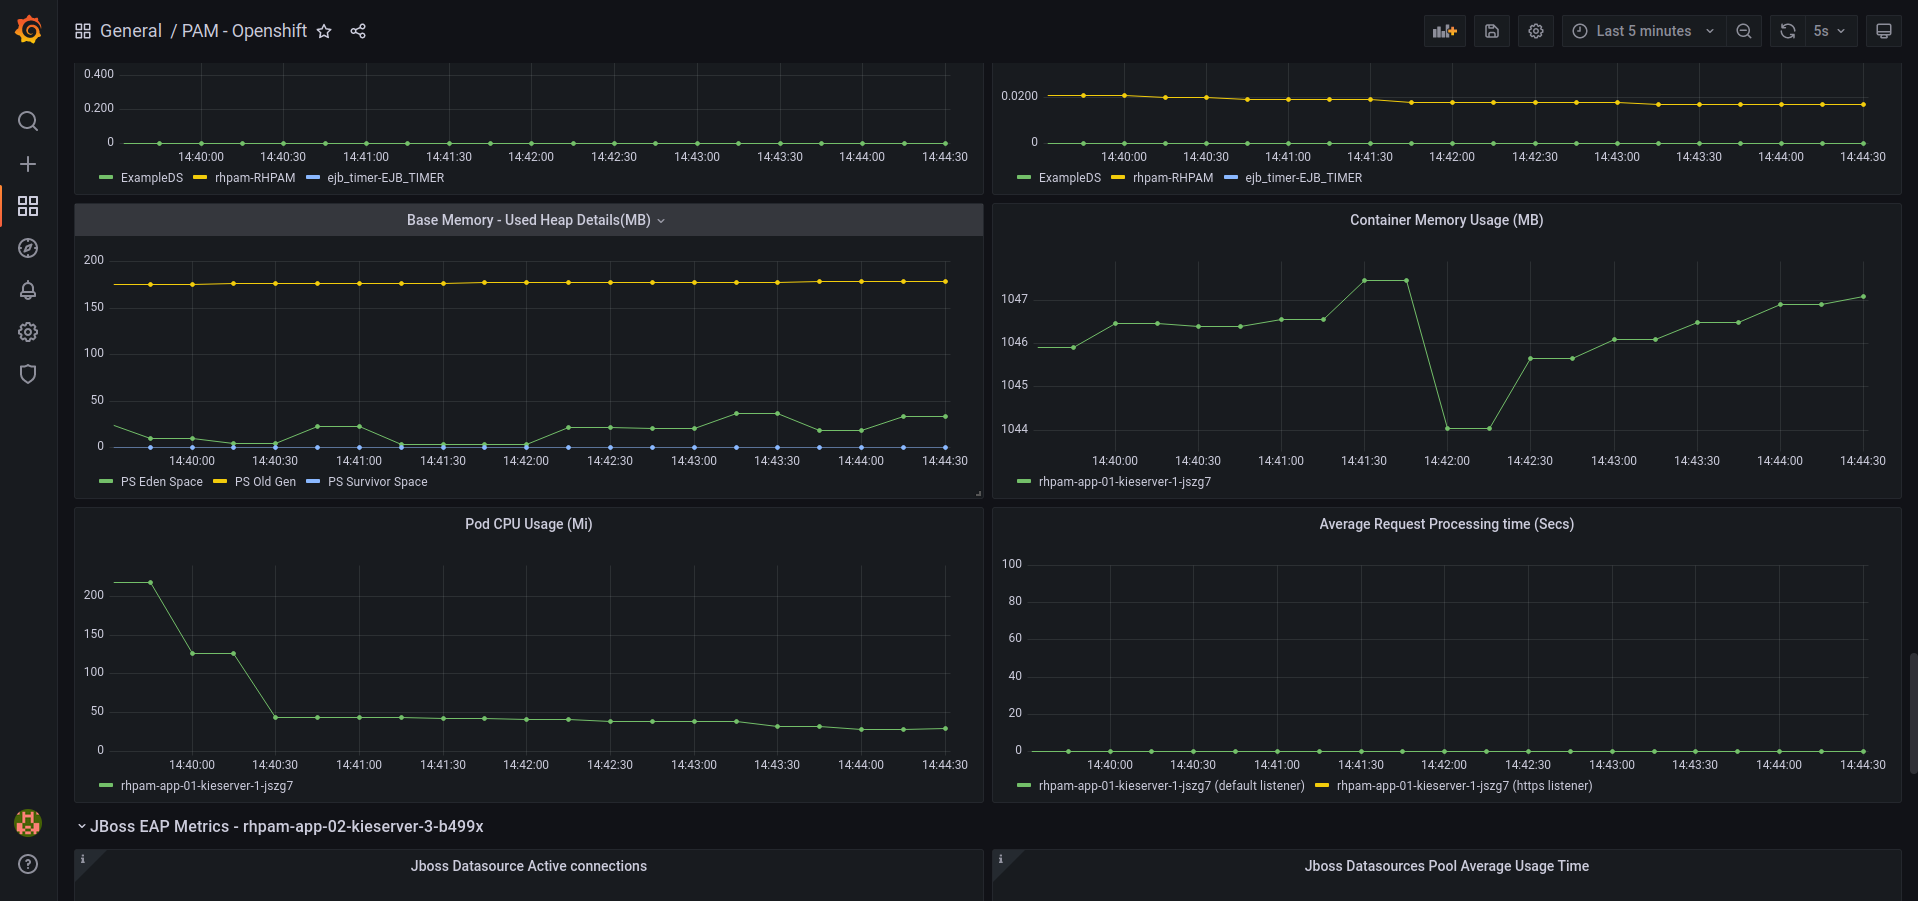 General / PAM - Openshift
Last 5 minutes
5s
0.400
0.200
0
14:40:00 14:40:30 14:41:00 14:41:30 14:42:00 14:42:30 14:43:00 14:43:30 14:44:00 14:44:30
ExampleDS rhpam-RHPAM ejb_timer-EJB_TIMER
0.0200
0
14:40:00 14:40:30 14:41:00 14:41:30 14:42:00 14:42:30 14:43:00 14:43:30 14:44:00 14:44:30
ExampleDS rhpam-RHPAM ejb_timer-EJB_TIMER
Base Memory - Used Heap Details(MB)
200
150
100
50
0
14:40:00 14:40:30 14:41:00 14:41:30 14:42:00 14:42:30 14:43:00 14:43:30 14:44:00 14:44:30
PS Eden Space PS Old Gen PS Survivor Space
Container Memory Usage (MB)
1047
1046
1045
1044
14:40:00 14:40:30 14:41:00 14:41:30 14:42:00 14:42:30 14:43:00 14:43:30 14:44:00 14:44:30
rhpam-app-01-kieserver-1-jszg7
Pod CPU Usage (Mi)
200
150
100
50
0
14:40:00 14:40:30 14:41:00 14:41:30 14:42:00 14:42:30 14:43:00 14:43:30 14:44:00 14:44:30
rhpam-app-01-kieserver-1-jszg7
Average Request Processing time (Secs)
100
80
60
40
20
0
14:40:00 14:40:30 14:41:00 14:41:30 14:42:00 14:42:30 14:43:00 14:43:30 14:44:00 14:44:30
rhpam-app-01-kieserver-1-jszg7 (default listener) rhpam-app-01-kieserver-1-jszg7 (https listener)
JBoss EAP Metrics - rhpam-app-02-kieserver-3-b499x
Jboss Datasource Active connections
Jboss Datasources Pool Average Usage Time